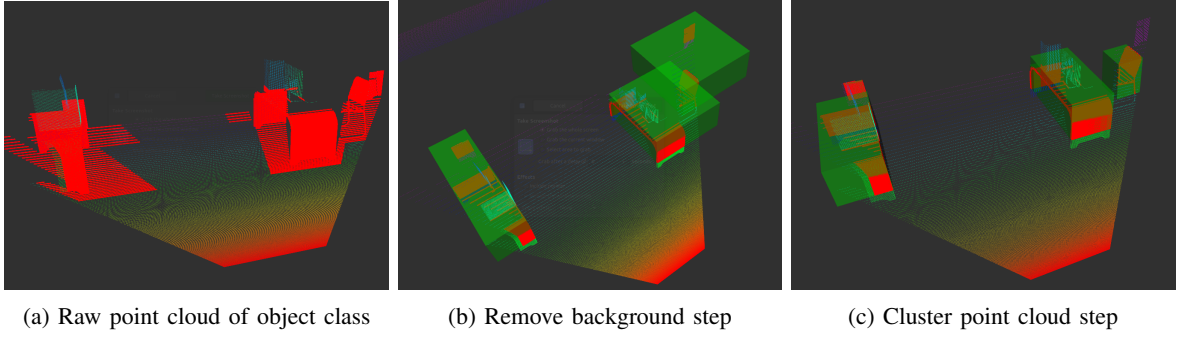 (a) Raw point cloud of object class
(b) Remove background step
(c) Cluster point cloud step